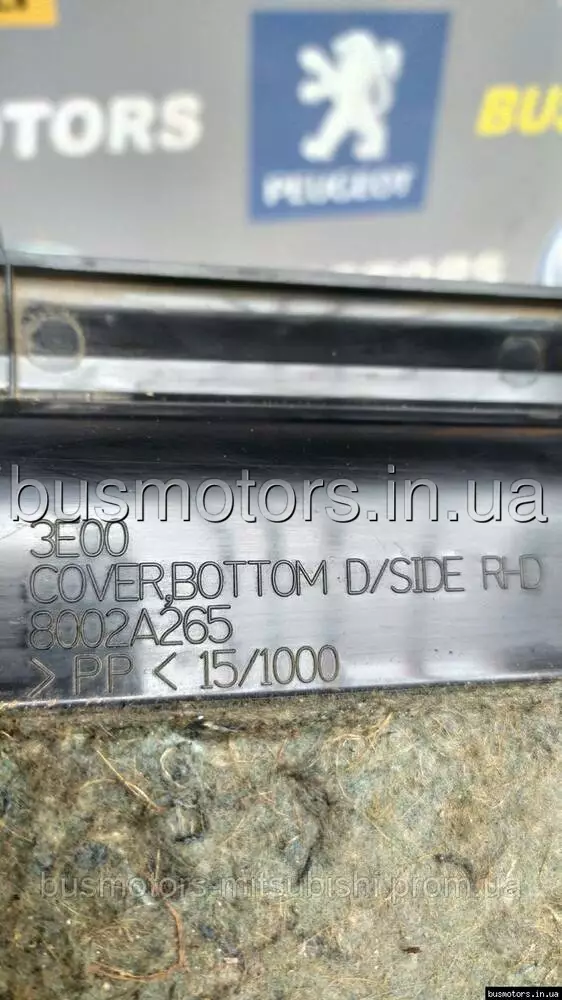 MOTORS
PEUGEOT
BUS
busmotors.in.ua
3E00
COVER,BOTTOM D/SIDE RHD
8002A265
>PP< 15/1000
busmotors-mitsubishi.prom.ua
busmotors.in.ua